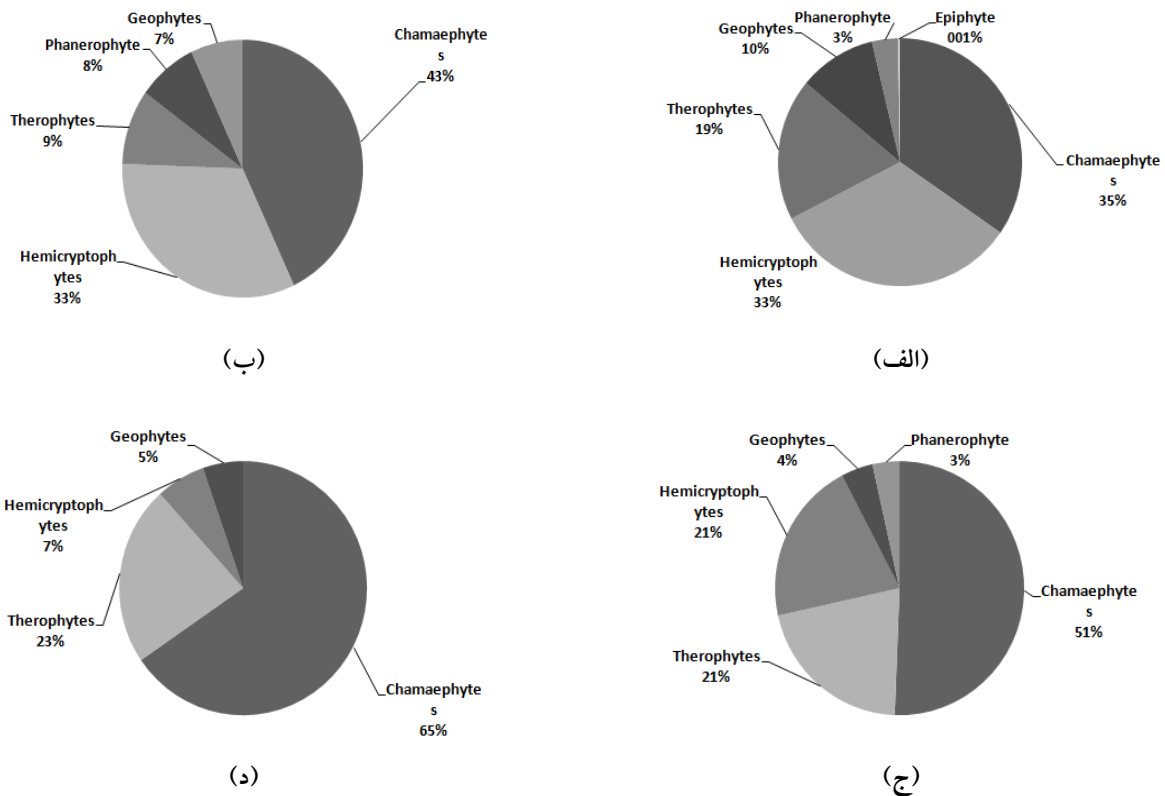 Geophytes
7%
Phanerophyte
8%
Therophytes
9%
Hemicryptoph
ytes
33%
Chamaephyte
s
43%
(ب)
Epiphyte
001%
Phanerophyte
3%
Geophytes
10%
Therophytes
19%
Hemicryptoph
ytes
33%
Chamaephyte
s
35%
(الف)
Geophytes
5%
Hemicryptoph
ytes
7%
Therophytes
23%
Chamaephyte
s
65%
(د)
Geophytes
4%
Phanerophyte
3%
Hemicryptoph
ytes
21%
Therophytes
21%
Chamaephyte
s
51%
(ج)